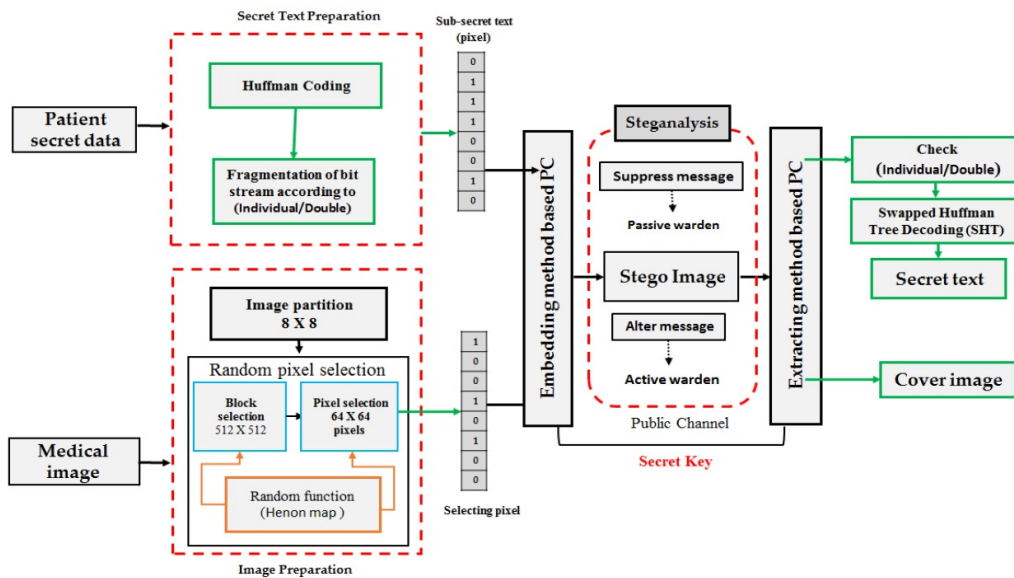 Secret Text Preparation
Patient
secret data
Huffman Coding
Fragmentation of bit
stream according to
(Individual/Double)
Sub-secret text
(pixel)
0
1
1
1
0
0
1
0
Medical
image
Image partition
8 X 8
Random pixel selection
Block
selection
512 X 512
Pixel selection
64 X 64
pixels
Random function
(Henon map )
Image Preparation
1
0
0
1
0
1
0
0
Selecting pixel
Embedding method based PC
Steganalysis
Suppress message
Passive warden
Stego Image
Alter message
Active warden
Public Channel
Secret Key
Extracting method based PC
Check
(Individual/Double)
Swapped Huffman
Tree Decoding (SHT)
Secret text
Cover image